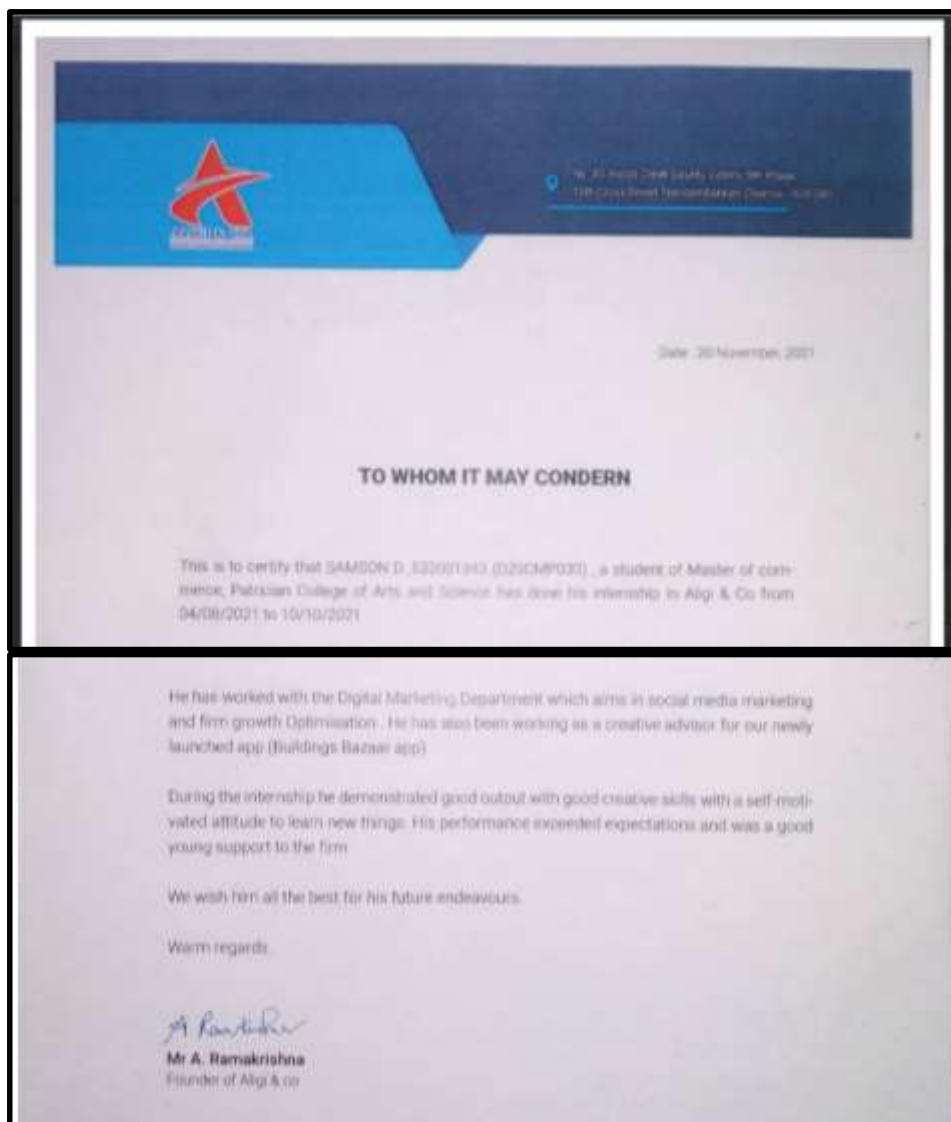 Date : 20 November, 2021
TO WHOM IT MAY CONDERN
This is to certify that SAMSON D , a student of Master of com-
merce, Patrician College of Arts and Science has done his internship in Aligi & Co from
04/08/2021 to 10/10/2021
He has worked with the Digital Marketing Department which aims in social media marketing
and firm growth Optimisation . He has also been working as a creative advisor for our newly
launched app (Buildings Bazaar app)
During the internship he demonstrated good output with good creative skills with a self-moti-
vated attitude to learn new things. His performance exceeded expectations and was a good
young support to the firm
We wish him all the best for his future endeavours.
Warm regards.
Mr A. Ramakrishna
Founder of Aligi & co